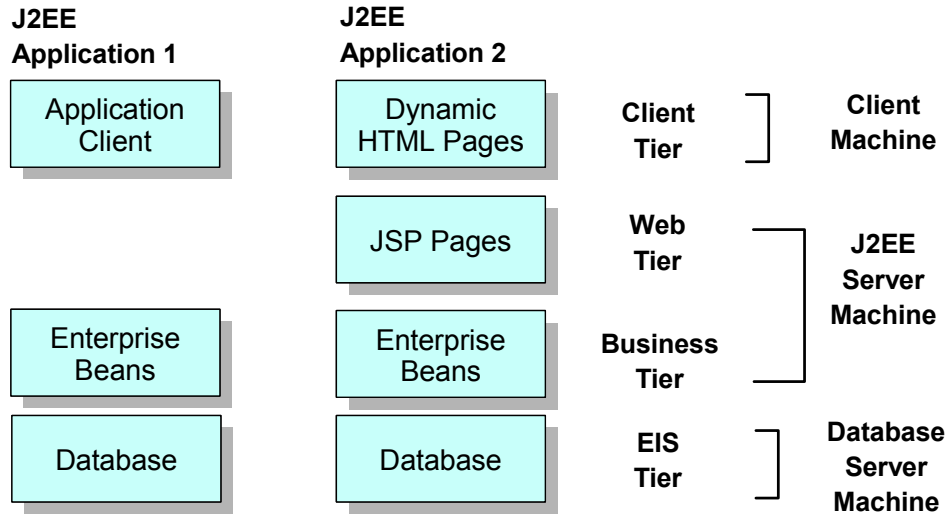 J2EE
Application 1
J2EE
Application 2
Application
Client
Dynamic
HTML Pages
Client
Tier
Client
Machine
JSP Pages
Web
Tier
J2EE
Server
Machine
Enterprise
Beans
Enterprise
Beans
Business
Tier
Database
Database
EIS
Tier
Database
Server
Machine